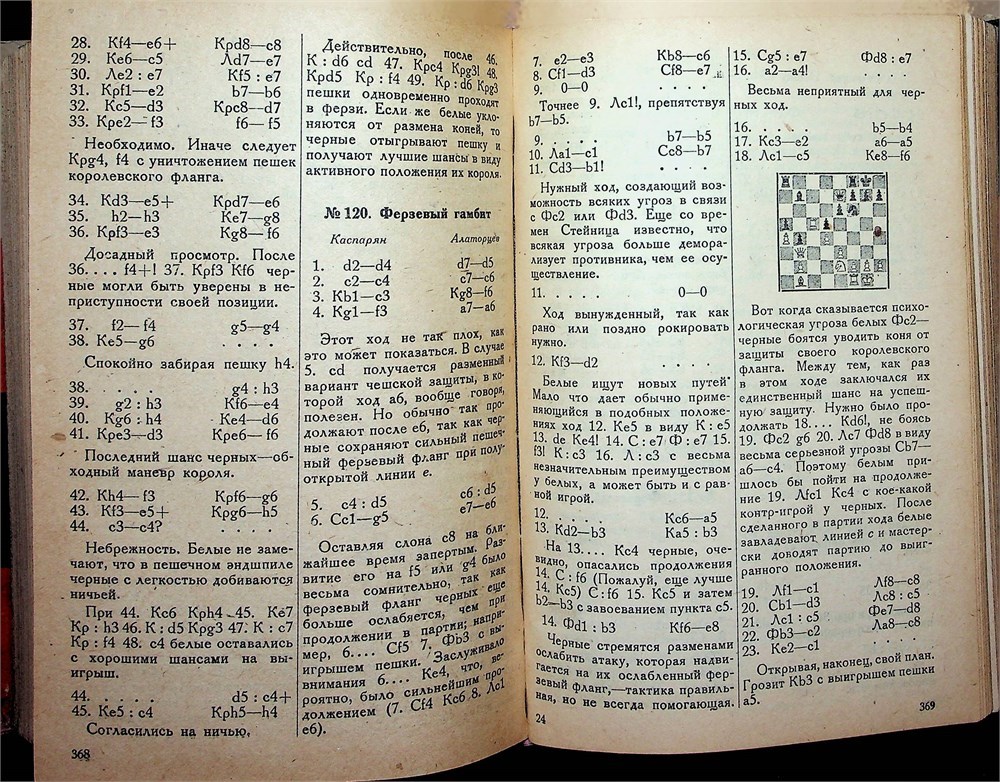 28. Kf4—e6+ Kpd8—c8
29. Ke6—c5 Лd7—e7
30. Лe2 : e7 Kf5 : e7
31. Kpf1—e2 b7—b6
32. Kc5—d3 Kpc8—d7
33. Kpe2—f3 f6—f5
Необходимо. Иначе следует
Kpg4, f4 с уничтожением пешек
королевского фланга.
34. Kd3—e5+ Kpd7—e6
35. h2—h3 Ke7—g8
36. Kpf3—e3 Kg8—f6
Досадный просмотр. После
36.... f4+! 37. Kpf3 Kf6 чер-
ные могли быть уверены в не-
приступности своей позиции.
37. f2—f4 g5—g4
38. Ke5—g6 . . . .
Спокойно забирая пешку h4.
38. . . . . g4 : h3
39. g2 : h3 Kf6—e4
40. Kg6 : h4 Ke4—d6
41. Kpe3—d3 Kpe6—f6
Последний шанс черных—об-
ходный маневр короля.
42. Kh4—f3 Kpf6—g6
43. Kf3—e5+ Kpg6—h5
44. c3—c4? . . . .
Небрежность. Белые не заме-
чают, что в пешечном эндшпиле
черные с легкостью добиваются
ничьей.
При 44. Kc6 Kph4 45. Ke7
Kp : h3 46. K : d5 Kpg3 47. K : c7
Kp : f4 48. c4 белые оставались
с хорошими шансами на вы-
игрыш.
44. . . . . d5 : c4+
45. Ke5 : c4 Kph5—h4
Согласились на ничью.
368
Действительно, после 46.
K : d6 cd 47. Kpc4 Kpg3! 48.
Kpd5 Kp : f4 49. Kp : d6 Kpg3
пешки одновременно проходят
в ферзи. Если же белые укло-
няются от размена коней, то
черные отыгрывают пешку и
получают лучшие шансы в виду
активного положения их короля.
№ 120. Ферзевый гамбит
Каспарян Алаторцев
1. d2—d4 d7—d5
2. c2—c4 c7—c6
3. Kb1—c3 Kg8—f6
4. Kg1—f3 a7—a6
Этот ход не так плох, как
это может показаться. В случае
5. cd получается разменный
вариант чешской защиты, в ко-
торой ход a6, вообще говоря,
полезен. Но обычно так про-
должают после e6, так как чер-
ные сохраняют сильный пешеч-
ный ферзевый фланг при полу-
открытой линии e.
5. c4 : d5 c6 : d5
6. Cc1—g5 e7—e6
Оставляя слона c8 на бли-
жайшее время запертым. Раз-
витие его на f5 или g4 было
весьма сомнительно, так как
ферзевый фланг черных еще
больше ослабляется, чем при
продолжении в партии; напри-
мер, 6.... Cf5 7. Фb3 с вы-
игрышем пешки. Заслуживало
внимания 6.... Ke4, что, ве-
роятно, было сильнейшим про-
должением (7. Cf4 Kc6 8. Лc1
e6).
7. e2—e3 Kb8—c6
8. Cf1—d3 Cf8—e7
9. 0—0 . . . .
Точнее 9. Лc1!, препятствуя
b7—b5.
9. . . . . b7—b5
10. Лa1—c1 Cc8—b7
11. Cd3—b1! . . . .
Нужный ход, создающий воз-
можность всяких угроз в связи
с Фc2 или Фd3. Еще со вре-
мен Стейница известно, что
всякая угроза больше демора-
лизует противника, чем ее осу-
ществление.
11. . . . . 0—0
Ход вынужденный, так как
рано или поздно рокировать
нужно.
12. Kf3—d2 . . . .
Белые ищут новых путей
Мало что дает обычно приме-
няющийся в подобных положе-
ниях ход 12. Ke5 в виду K : e5
13. de Ke4! 14. C : e7 Ф : e7 15.
f3! K : c3 16. Л : c3 с весьма
незначительным преимуществом
у белых, а может быть и с рав-
ной игрой.
12. . . . . Kc6—a5
13. Kd2—b3 Ka5 : b3
На 13.... Kc4 черные, оче-
видно, опасались продолжения
14. C : f6 (Пожалуй, еще лучше
14. Kc5) C : f6 15. Kc5 и затем
b2—b3 с завоеванием пункта c5.
14. Фd1 : b3 Kf6—e8
Черные стремятся разменами
ослабить атаку, которая надви-
гается на их ослабленный фер-
зевый фланг,—тактика правиль-
ная, но не всегда помогающая.
24
15. Cg5 : e7 Фd8 : e7
16. a2—a4! . . . .
Весьма неприятный для чер-
ных ход.
16. . . . . b5—b4
17. Kc3—e2 a6—a5
18. Лc1—c5 Ke8—f6
Вот когда сказывается психо-
логическая угроза белых Фc2—
черные боятся уводить коня от
защиты своего королевского
фланга. Между тем, как раз
в этом ходе заключался их
единственный шанс на успеш-
ную защиту. Нужно было про-
должать 18.... Kd6!, не боясь
19. Фc2 g6 20. Лc7 Фd8 в виду
весьма серьезной угрозы Cb7—
a6—c4. Поэтому белым при-
шлось бы пойти на продолже-
ние 19. Лfc1 Kc4 с кое-какой
контр-игрой у черных. После
сделанного в партии хода белые
завладевают линией c и мастер-
ски доводят партию до выиг-
ранного положения.
19. Лf1—c1 Лf8—c8
20. Cb1—d3 Лc8 : c5
21. Лc1 : c5 Фe7—d8
22. Фb3—c2 Лa8—c8
23. Ke2—c1 . . . .
Открывая, наконец, свой план.
Грозит Kb3 с выигрышем пешки
a5.
369